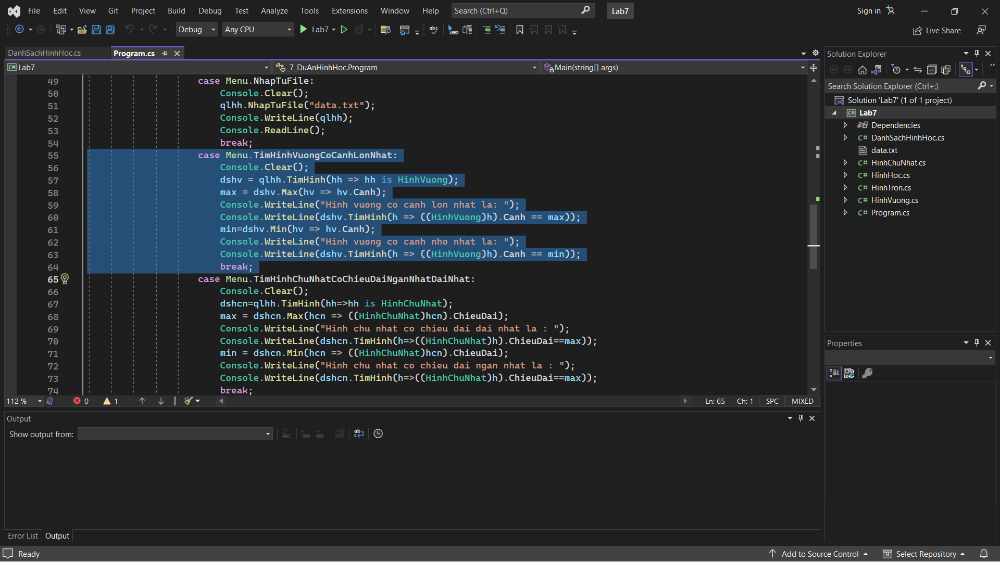 File Edit View Git Project Build Debug Test Analyze Tools Extensions Window Help Search (Ctrl+Q) Lab7 Sign in
Debug Any CPU Lab7 Live Share
DanhSachHinhHoc.cs Program.cs
Lab7 _7_DuAnHinhHoc.Program Main(string[] args)
49 case Menu.NhapTuFile:
50 Console.Clear();
51 qlhh.NhapTuFile("data.txt");
52 Console.WriteLine(qlhh);
53 Console.ReadLine();
54 break;
55 case Menu.TimHinhVuongCoCanhLonNhat:
56 Console.Clear();
57 dshv = qlhh.TimHinh(hh => hh is HinhVuong);
58 max = dshv.Max(hv => hv.Canh);
59 Console.WriteLine("Hinh vuong co canh lon nhat la: ");
60 Console.WriteLine(dshv.TimHinh(h => ((HinhVuong)h).Canh == max));
61 min=dshv.Min(hv => hv.Canh);
62 Console.WriteLine("Hinh vuong co canh nho nhat la: ");
63 Console.WriteLine(dshv.TimHinh(h => ((HinhVuong)h).Canh == min));
64 break;
65 case Menu.TimHinhChuNhatCoChieuDaiNganNhatDaiNhat:
66 Console.Clear();
67 dshcn=qlhh.TimHinh(hh=>hh is HinhChuNhat);
68 max = dshcn.Max(hcn => ((HinhChuNhat)hcn).ChieuDai);
69 Console.WriteLine("Hinh chu nhat co chieu dai dai nhat la : ");
70 Console.WriteLine(dshcn.TimHinh(h=>((HinhChuNhat)h).ChieuDai==max));
71 min = dshcn.Min(hcn => ((HinhChuNhat)hcn).ChieuDai);
72 Console.WriteLine("Hinh chu nhat co chieu dai ngan nhat la : ");
73 Console.WriteLine(dshcn.TimHinh(h=>((HinhChuNhat)h).ChieuDai==max));
74 break;
112 % 0 1 Ln: 65 Ch: 1 SPC MIXED
Output
Show output from:
Error List Output
Solution Explorer
Search Solution Explorer (Ctrl+;)
Solution 'Lab7' (1 of 1 project)
C# Lab7
Dependencies
C# DanhSachHinhHoc.cs
data.txt
C# HinhChuNhat.cs
C# HinhHoc.cs
C# HinhTron.cs
C# HinhVuong.cs
C# Program.cs
Properties
Ready Add to Source Control Select Repository